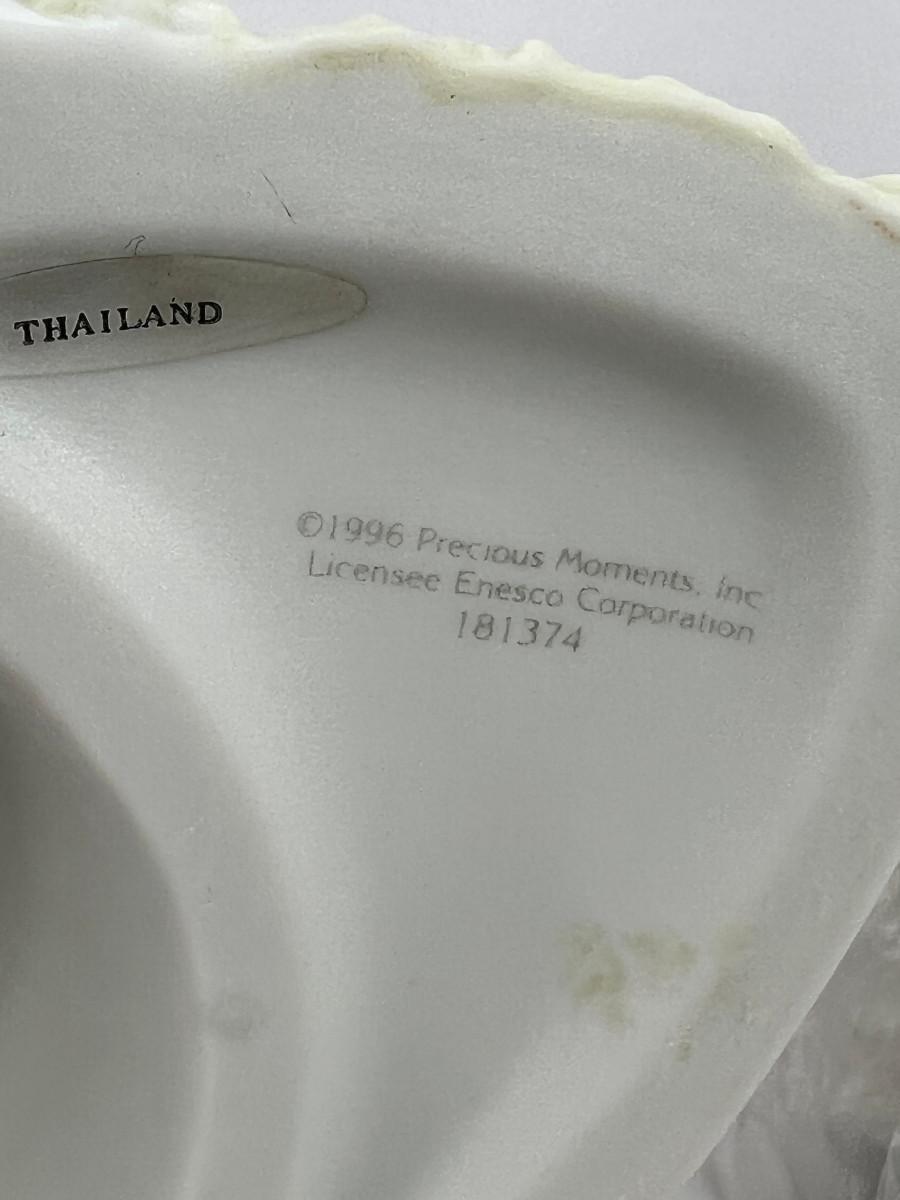 THAILAND
©1996 Precious Moments, Inc
Licensee Enesco Corporation
181374